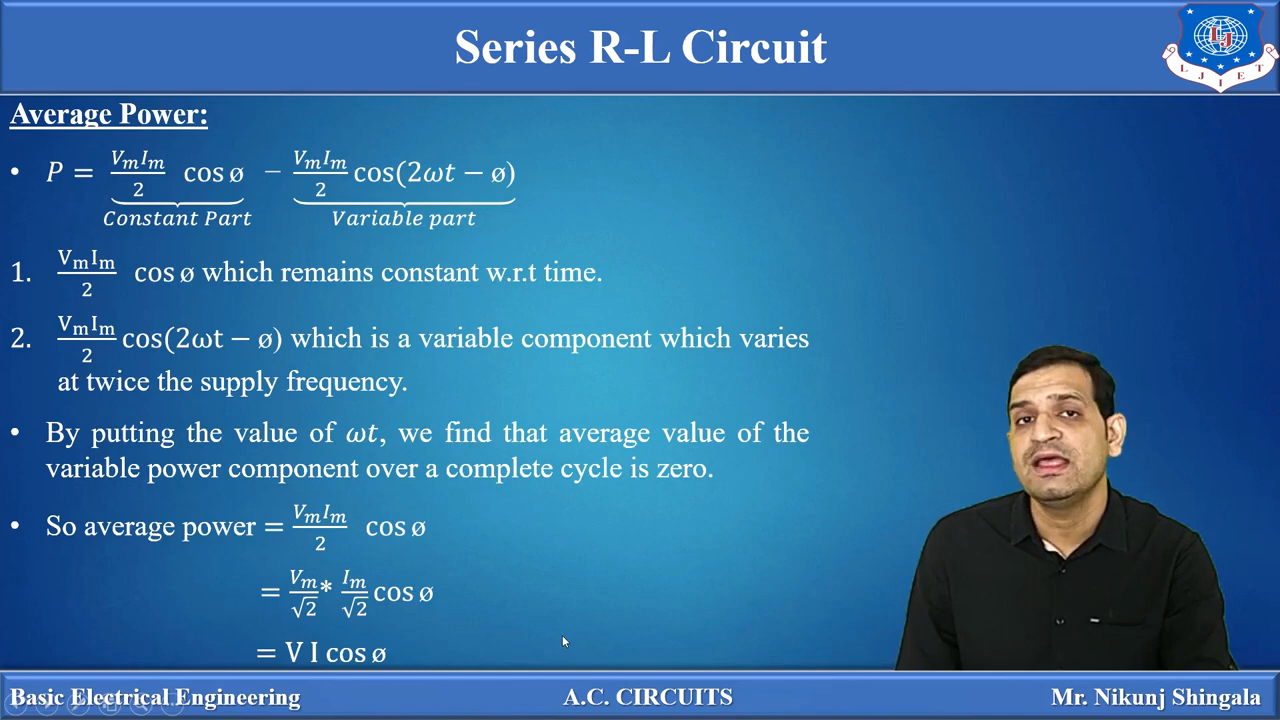 Series R-L Circuit
L J
L J I E T
Average Power:
• P = VₘIₘ/2 cos ø − VₘIₘ/2 cos(2ωt − ø)
Constant Part Variable part
1. VₘIₘ/2 cos ø which remains constant w.r.t time.
2. VₘIₘ/2 cos(2ωt − ø) which is a variable component which varies
at twice the supply frequency.
• By putting the value of ωt, we find that average value of the
variable power component over a complete cycle is zero.
• So average power = VₘIₘ/2 cos ø
= Vₘ/√2 * Iₘ/√2 cos ø
= V I cos ø
Basic Electrical Engineering A.C. CIRCUITS Mr. Nikunj Shingala